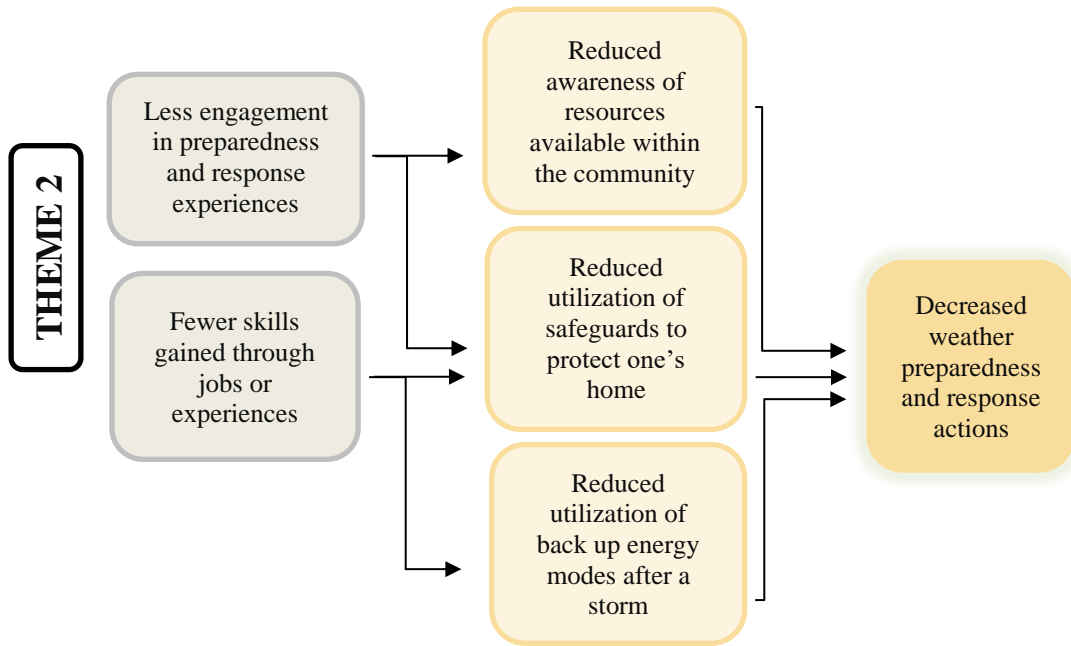 THEME 2
Less engagement
in preparedness
and response
experiences
Fewer skills
gained through
jobs or
experiences
Reduced
awareness of
resources
available within
the community
Reduced
utilization of
safeguards to
protect one’s
home
Reduced
utilization of
back up energy
modes after a
storm
Decreased
weather
preparedness
and response
actions